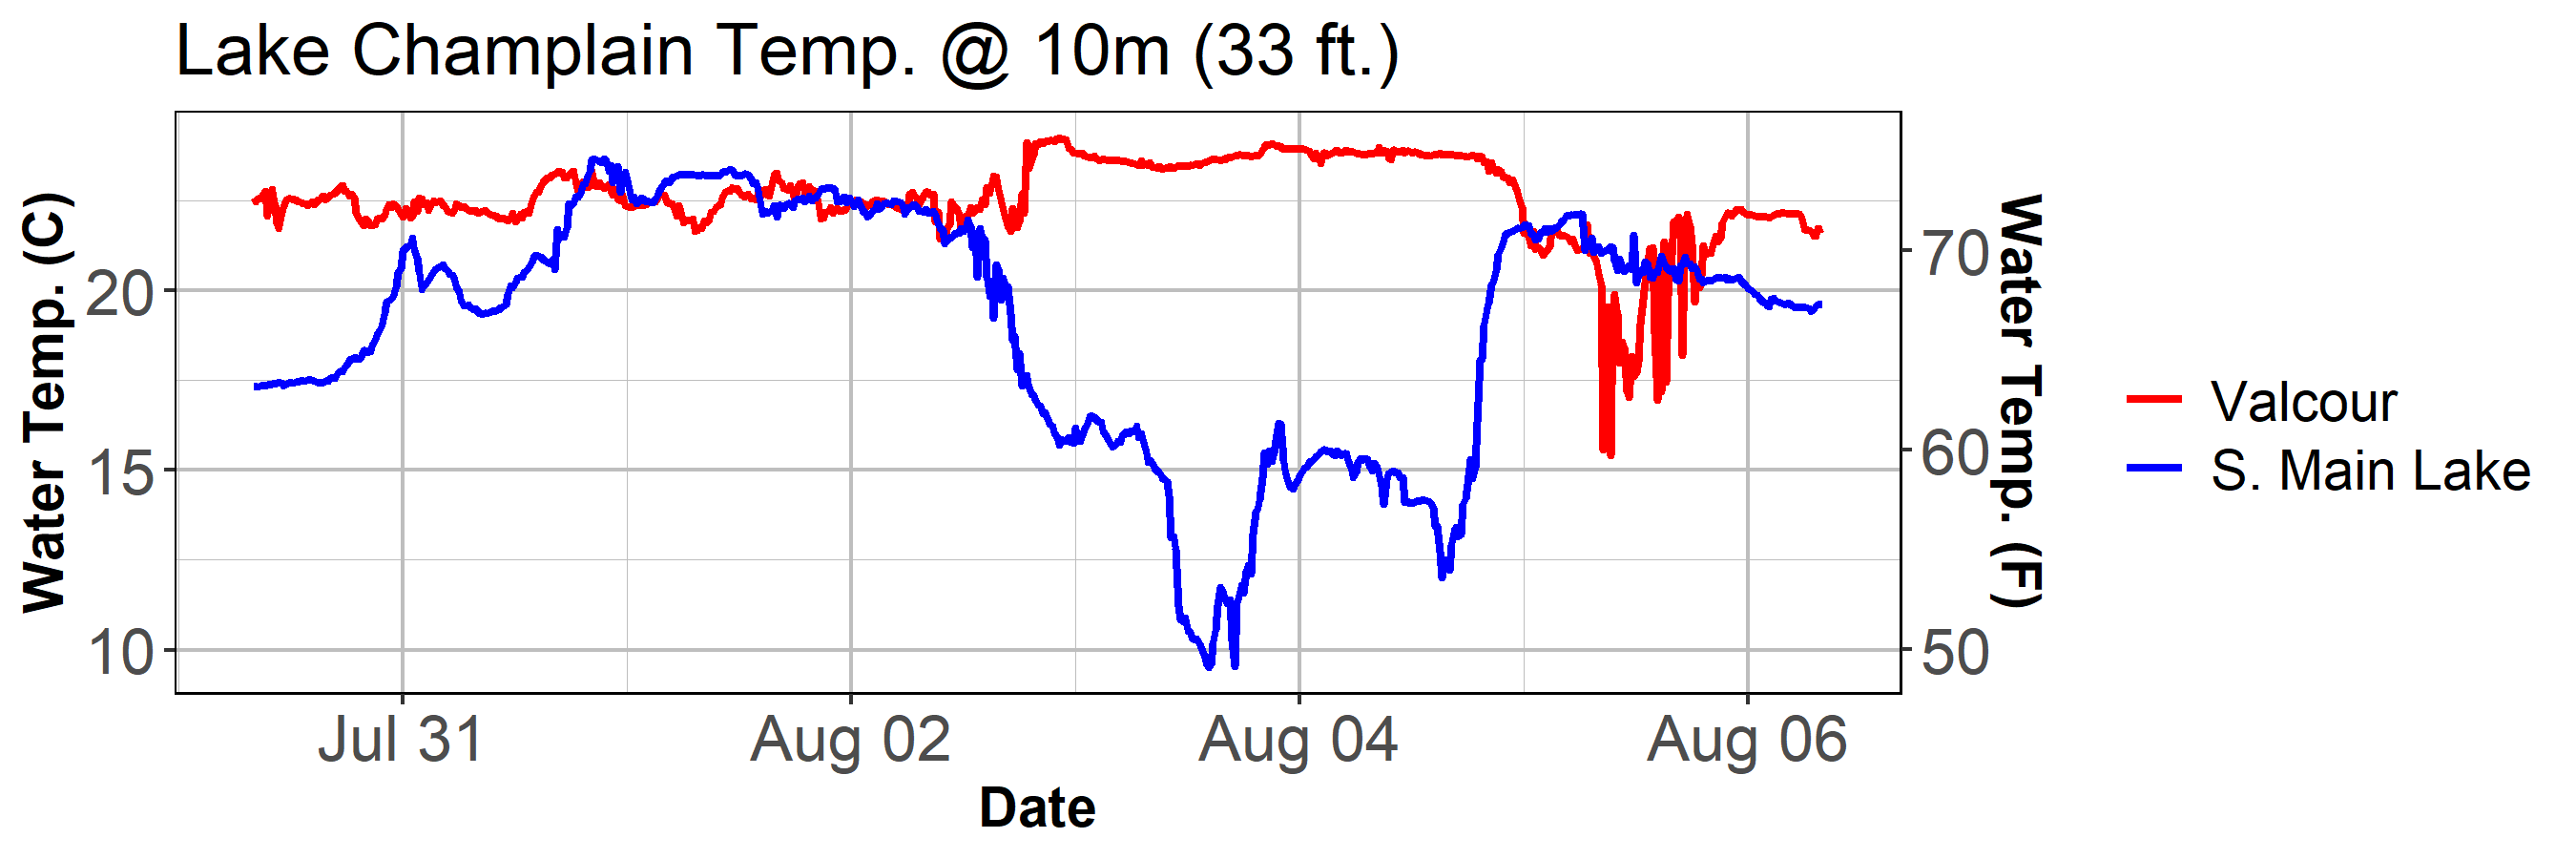 Lake Champlain Temp. @ 10m (33 ft.)
Water Temp. (C)
20
15
10
70
60
50
Water Temp. (F)
Jul 31
Aug 02
Aug 04
Aug 06
Date
Valcour
S. Main Lake